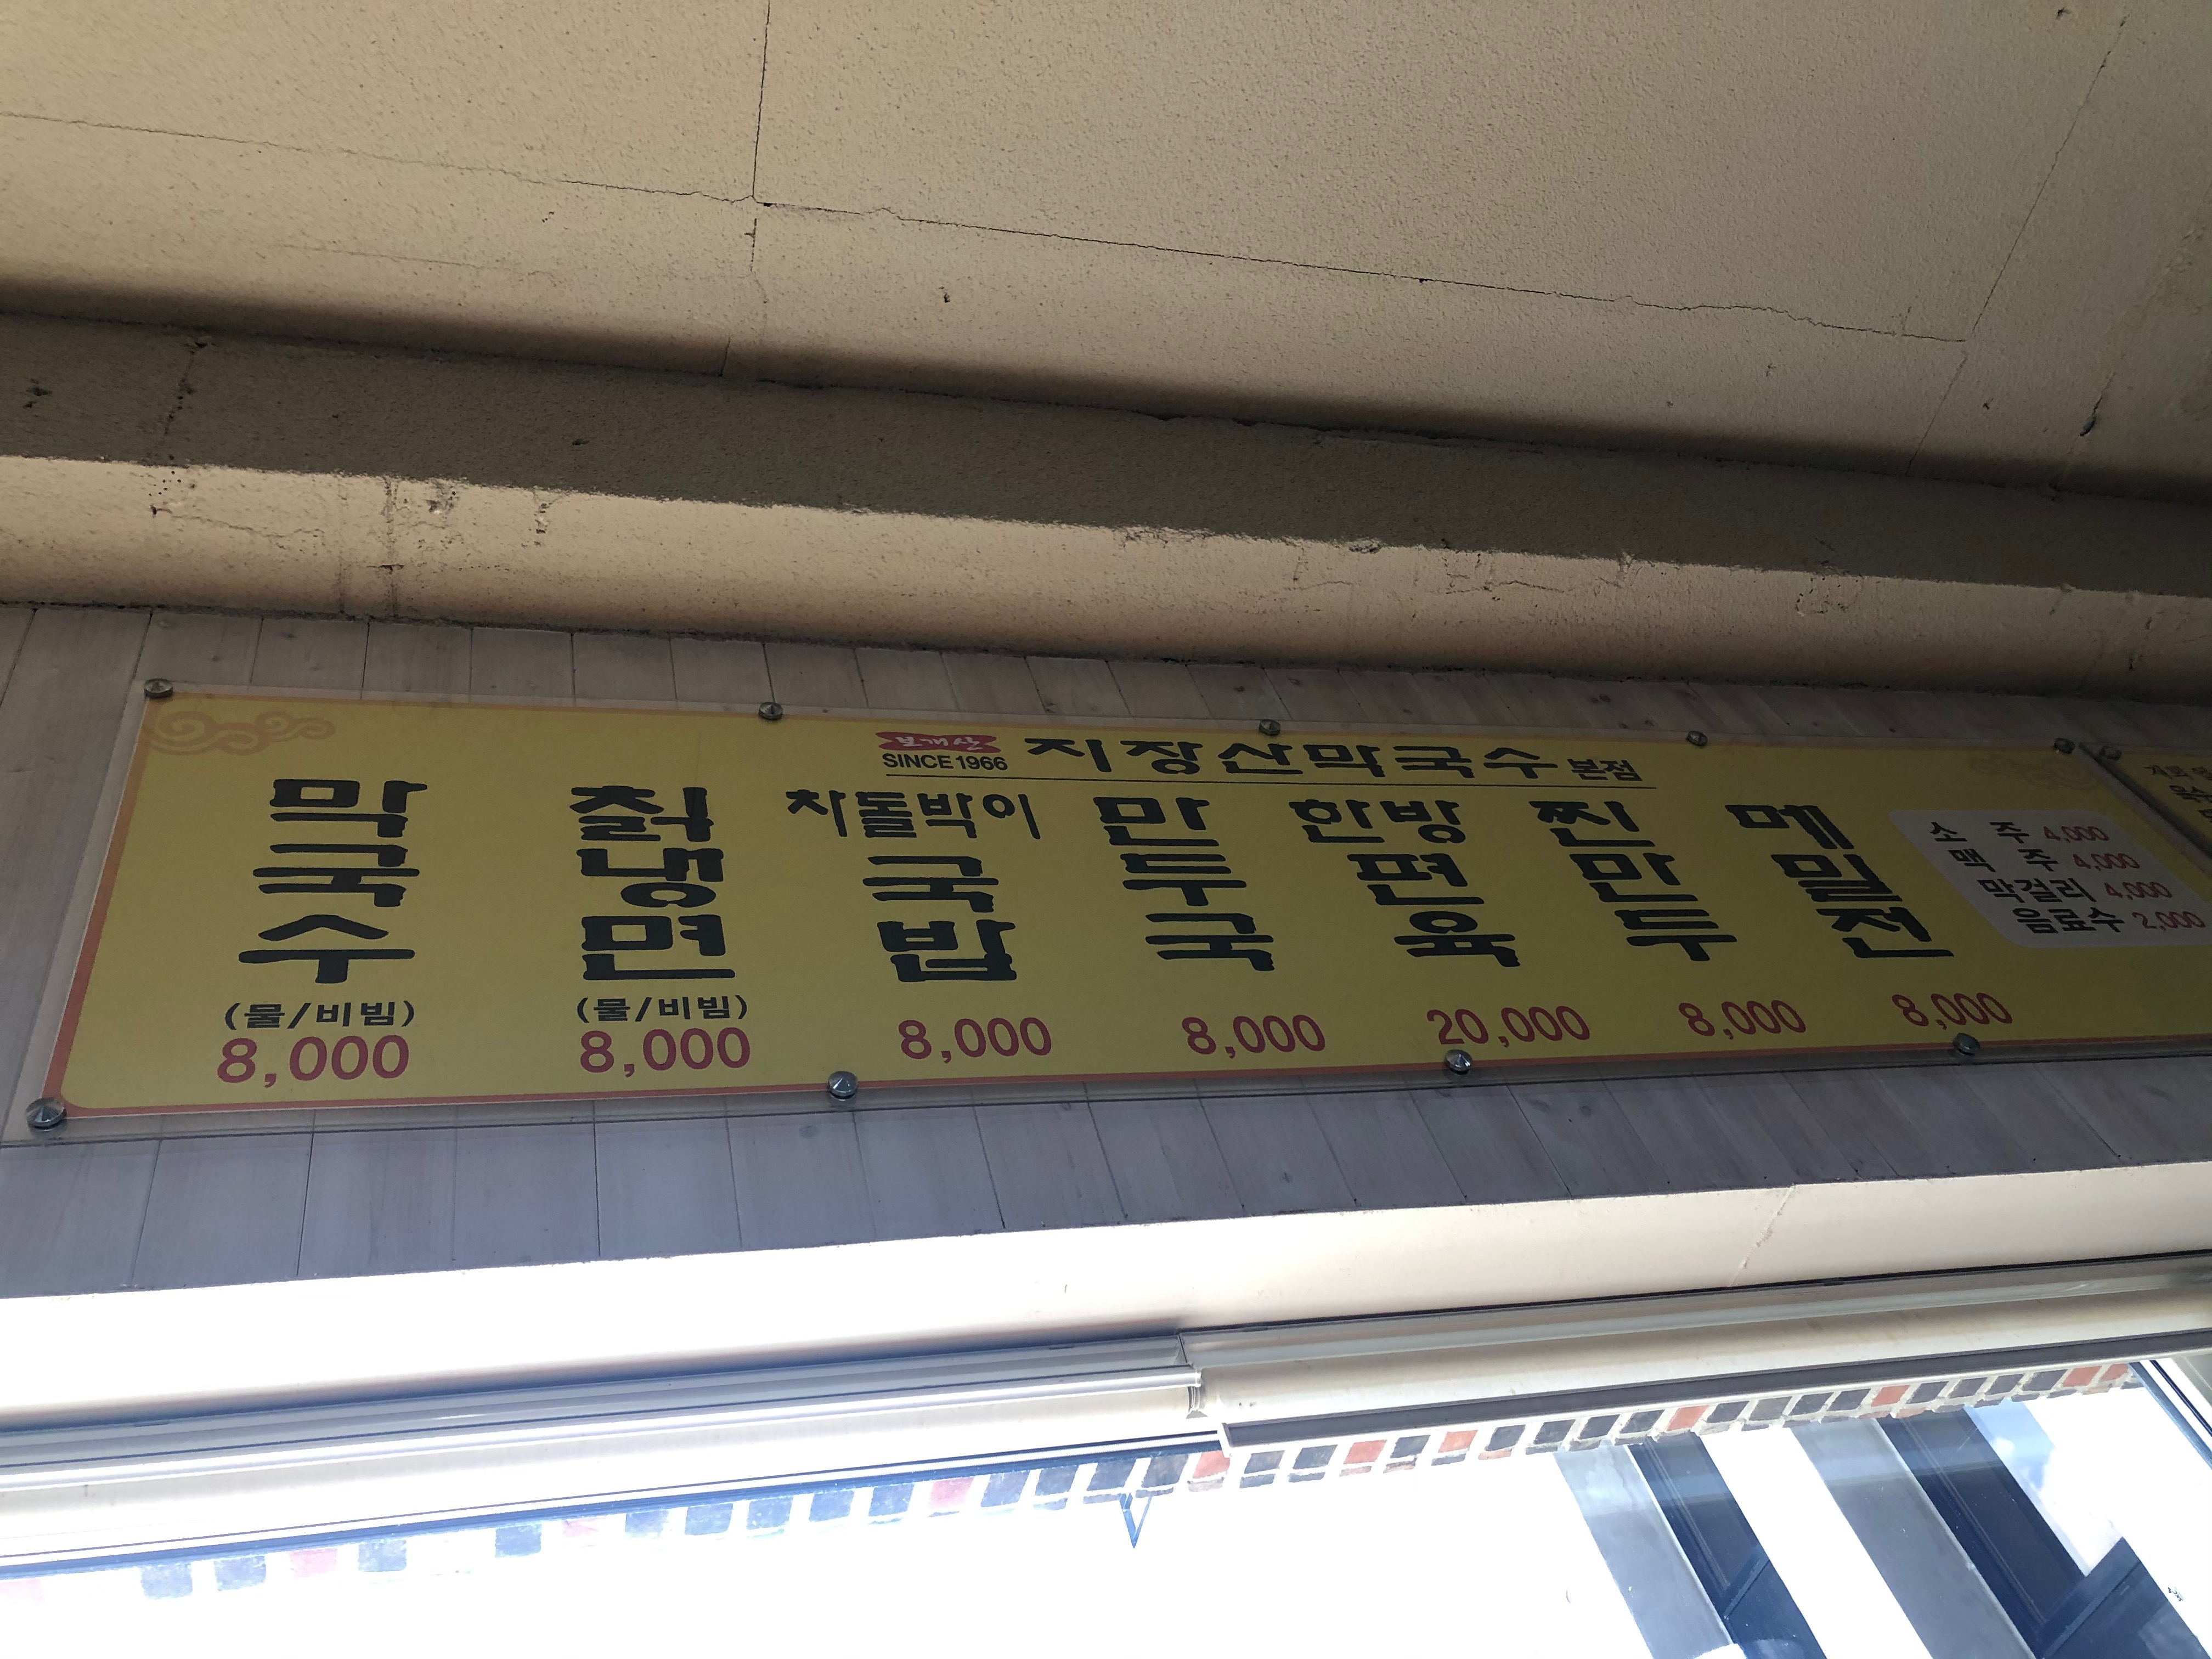 보개산
SINCE 1966
지장산막국수 본점
막국수
(물/비빔)
8,000
칡냉면
(물/비빔)
8,000
차돌박이
국밥
8,000
만두국
8,000
한방
편육
20,000
찐만두
8,000
메밀전
8,000
소 주 4,000
맥 주 4,000
막걸리 4,000
음료수 2,000